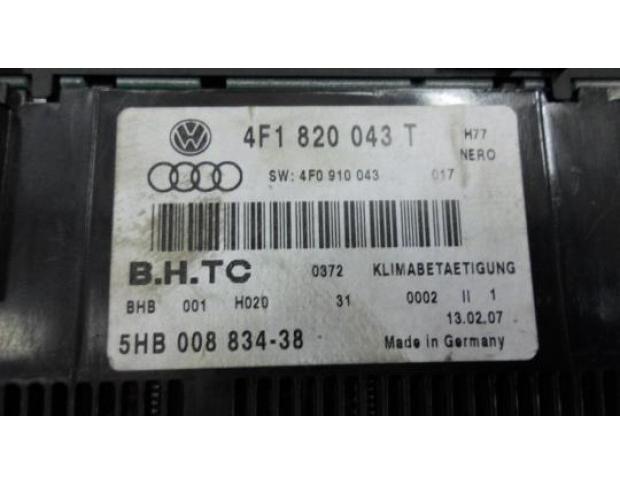 4F1 820 043 T H77
NERO
SW: 4F0 910 043 017
B.H.TC 0372 KLIMABETAETIGUNG
BHB 001 H020 31 0002 II 1
13.02.07
5HB 008 834-38 Made in Germany